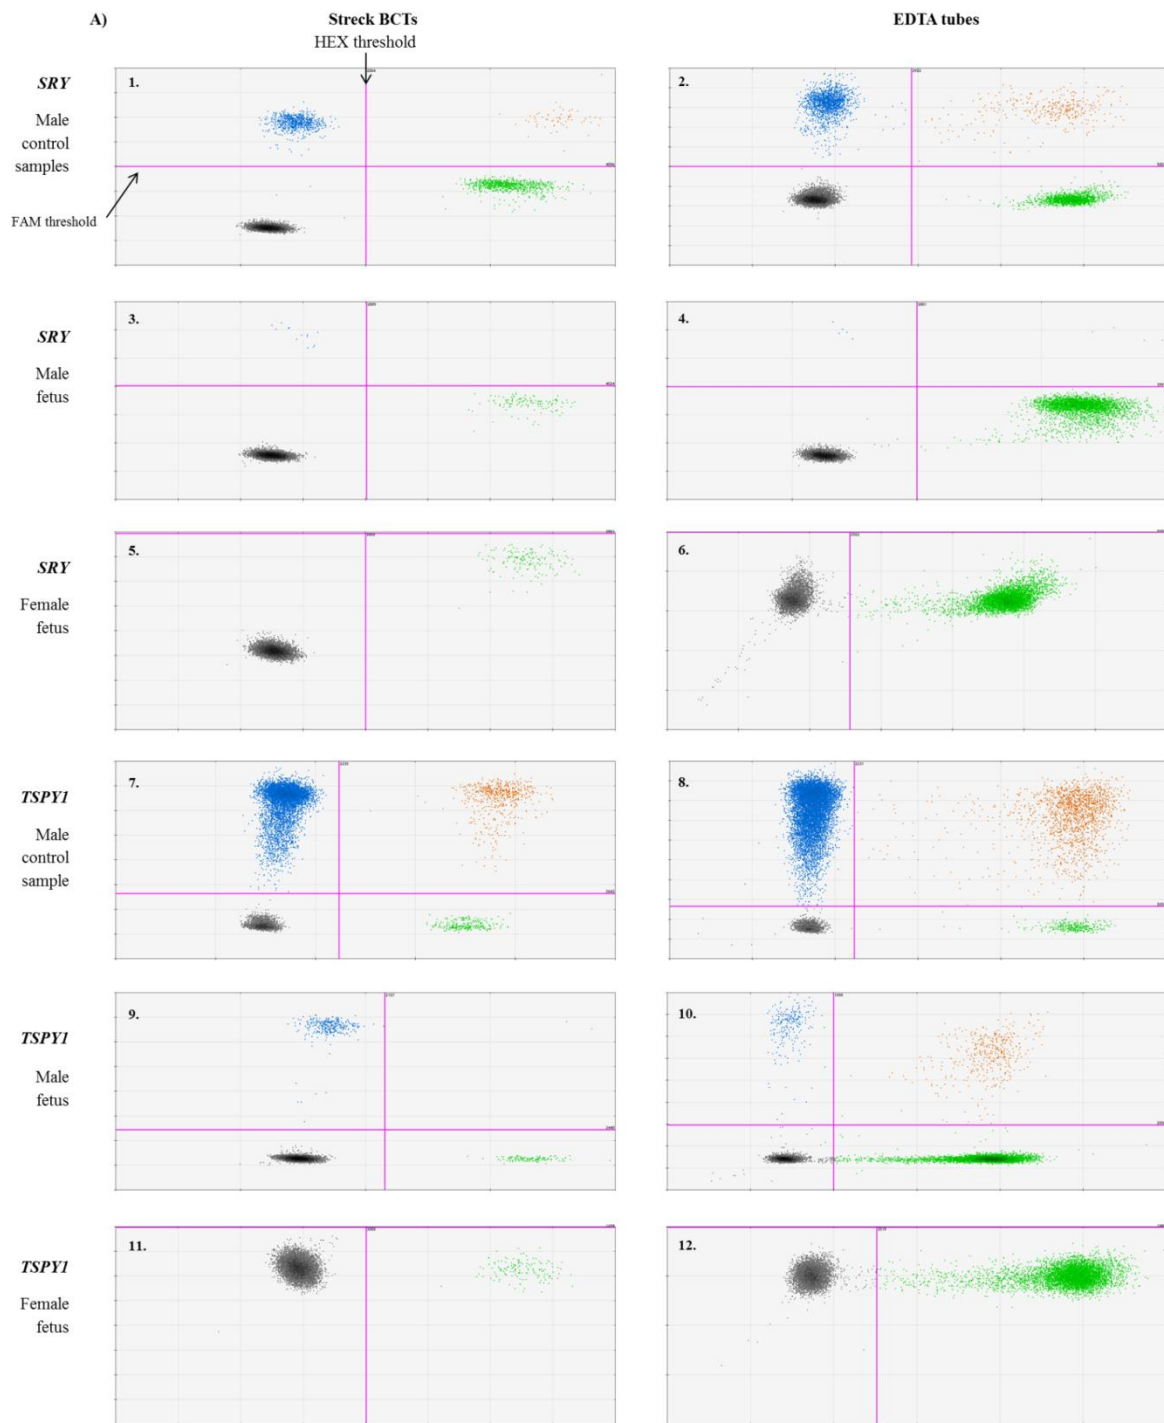 A) Streck BCTs EDTA tubes
HEX threshold
SRY
Male
control
samples
FAM threshold
1.
2.
SRY
Male
fetus
3.
4.
SRY
Female
fetus
5.
6.
TSPY1
Male
control
sample
7.
8.
TSPY1
Male
fetus
9.
10.
TSPY1
Female
fetus
11.
12.